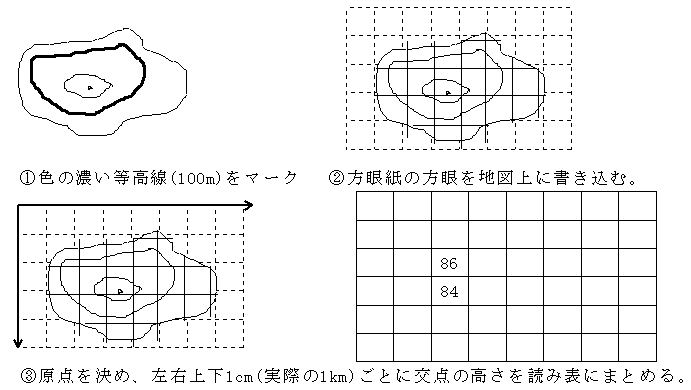 ①色の濃い等高線(100m)をマーク
②方眼紙の方眼を地図上に書き込む。
86
84
③原点を決め、左右上下1cm(実際の1km)ごとに交点の高さを読み表にまとめる。